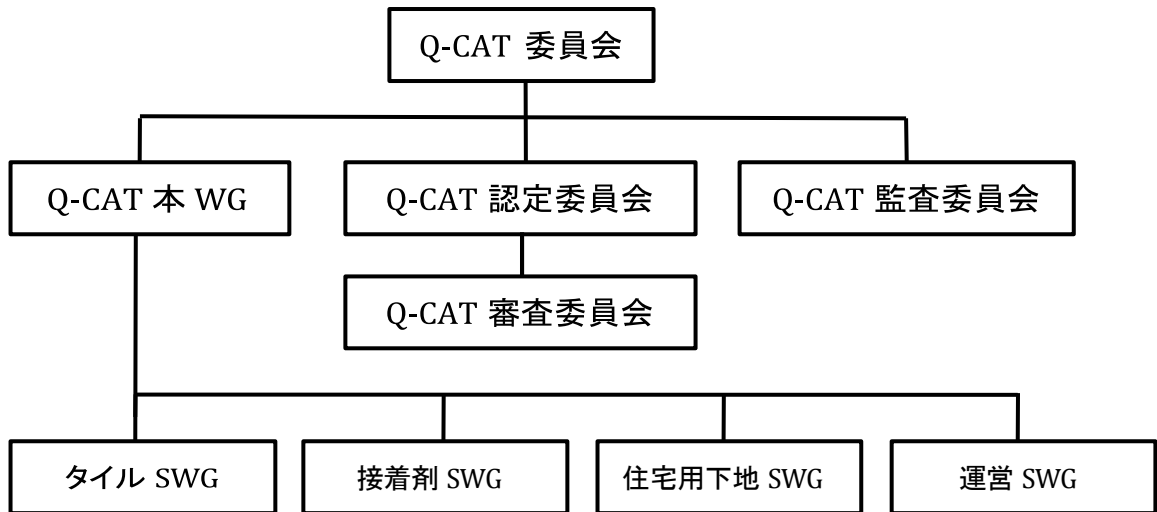 Q-CAT 委員会
Q-CAT 本 WG
Q-CAT 認定委員会
Q-CAT 監査委員会
Q-CAT 審査委員会
タイル SWG
接着剤 SWG
住宅用下地 SWG
運営 SWG